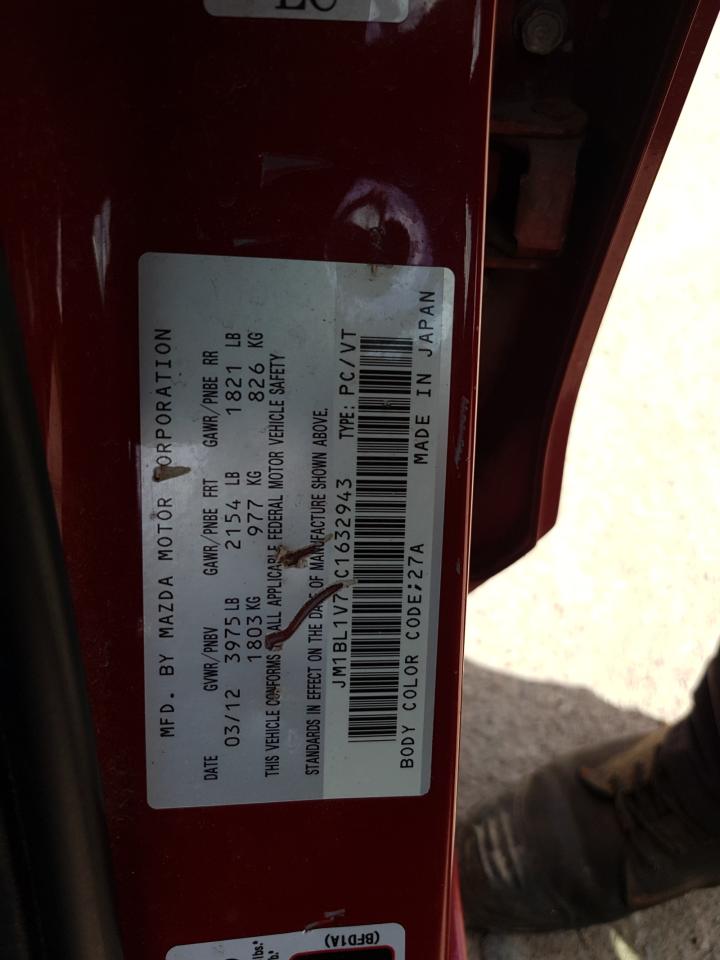 MFD. BY MAZDA MOTOR CORPORATION
DATE GVWR/PNBV GAWR/PNBE FRT GAWR/PNBE RR
03/12 3975 LB 2154 LB 1821 LB
1803 KG 977 KG 826 KG
THIS VEHICLE CONFORMS ALL APPLICABLE FEDERAL MOTOR VEHICLE SAFETY
STANDARDS IN EFFECT ON THE DATE OF MANUFACTURE SHOWN ABOVE.
C1632943 TYPE: PC/VT
BODY COLOR CODE;27A MADE IN JAPAN
(BFD1A)
lbs.*